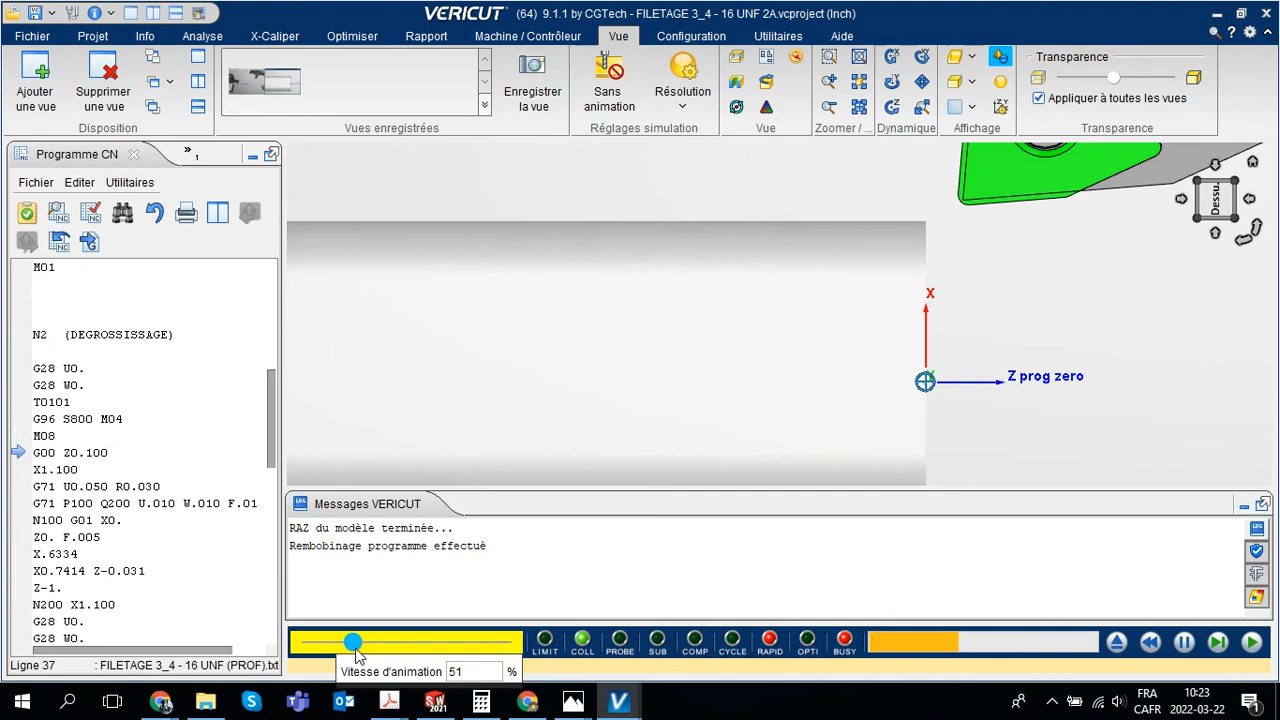 VERICUT (64) 9.1.1 by CGTech - FILETAGE 3_4 - 16 UNF 2A.vcproject (Inch)
Fichier Projet Info Analyse X-Caliper Optimiser Rapport Machine / Contrôleur Vue Configuration Utilitaires Aide
Ajouter une vue
Supprimer une vue
Disposition
Vues enregistrées
Enregistrer la vue
Sans animation
Résolution
Réglages simulation
Vue
Zoomer / ...
Dynamique
Affichage
Transparence
Appliquer à toutes les vues
Transparence
Programme CN
» 1
Fichier Editer Utilitaires
M01
N2 (DEGROSSISSAGE)
G28 U0.
G28 W0.
T0101
G96 S800 M04
M08
G00 Z0.100
X1.100
G71 U0.050 R0.030
G71 P100 Q200 U.010 W.010 F.01
N100 G01 X0.
Z0. F.005
X.6334
X0.7414 Z-0.031
Z-1.
N200 X1.100
G28 U0.
G28 W0.
Ligne 37 : FILETAGE 3_4 - 16 UNF (PROF).txt
X
Z prog zero
Dessu.
Messages VERICUT
RAZ du modèle terminée...
Rembobinage programme effectué
LIMIT COLL PROBE SUB COMP CYCLE RAPID OPTI BUSY
Vitesse d'animation 51 %
FRA
CAFR
10:23
2022-03-22